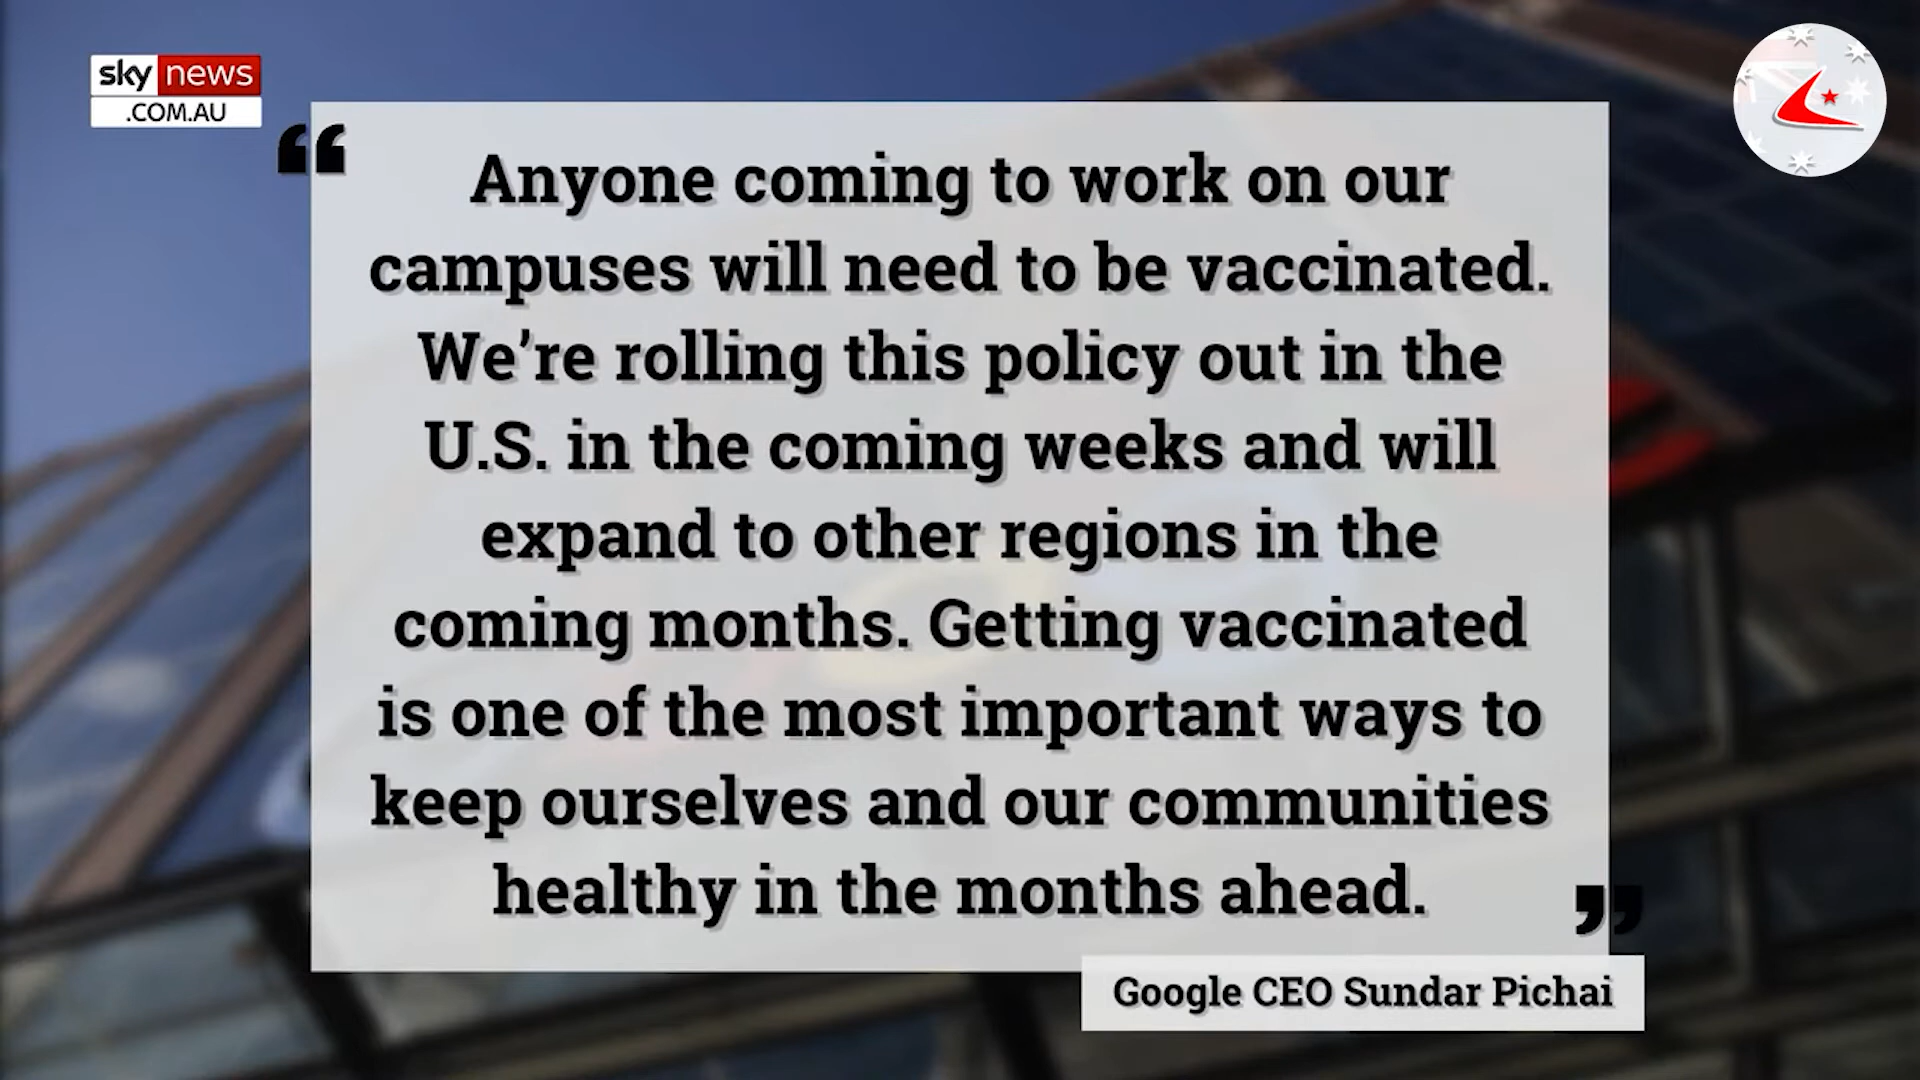 sky news
.COM.AU
“
Anyone coming to work on our
campuses will need to be vaccinated.
We’re rolling this policy out in the
U.S. in the coming weeks and will
expand to other regions in the
coming months. Getting vaccinated
is one of the most important ways to
keep ourselves and our communities
healthy in the months ahead.
”
Google CEO Sundar Pichai